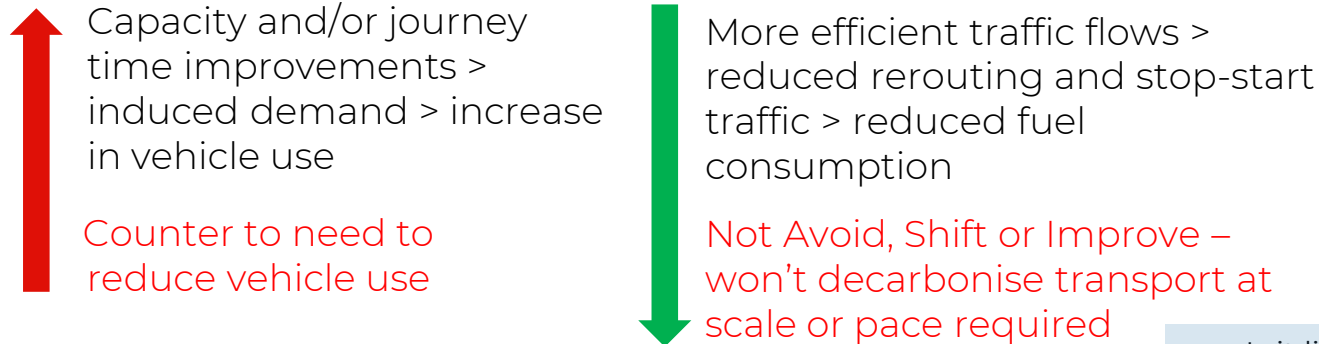 Capacity and/or journey
time improvements >
induced demand > increase
in vehicle use
Counter to need to
reduce vehicle use
More efficient traffic flows >
reduced rerouting and stop-start
traffic > reduced fuel
consumption
Not Avoid, Shift or Improve –
won’t decarbonise transport at
scale or pace required